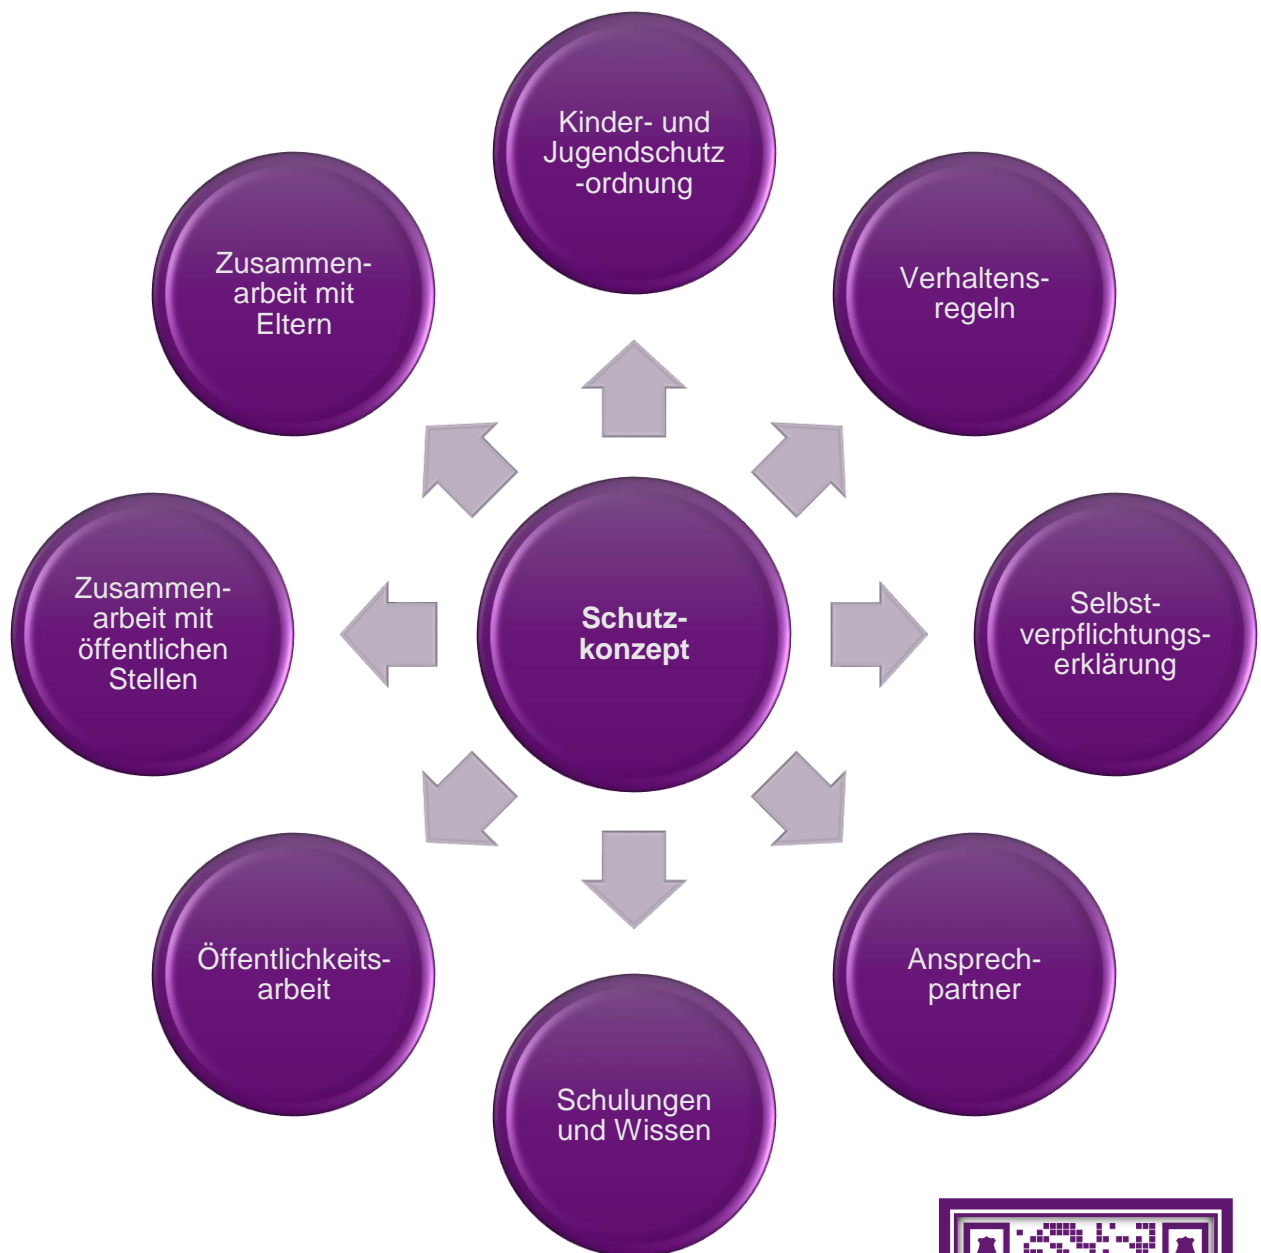 Kinder- und
Jugendschutz
-ordnung
Verhaltens-
regeln
Selbst-
verpflichtungs-
erklärung
Ansprech-
partner
Schulungen
und Wissen
Öffentlichkeits-
arbeit
Zusammen-
arbeit mit
öffentlichen
Stellen
Zusammen-
arbeit mit
Eltern
Schutz-
konzept